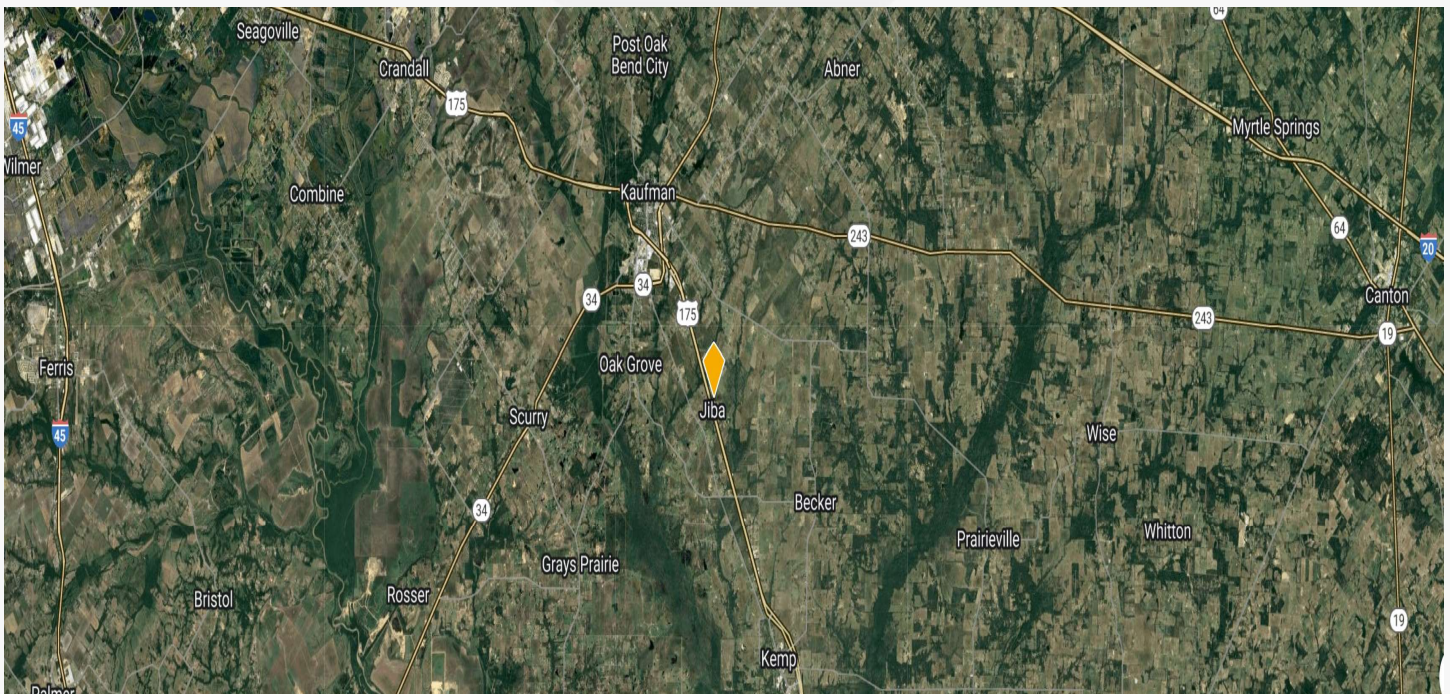 64
Seagoville
Post Oak
Bend City
Crandall
Abner
175
45
Myrtle Springs
Wilmer
Combine
Kaufman
64
243
20
34
34
Canton
175
243
19
Ferris
Oak Grove
Jiba
Scurry
45
Wise
Becker
34
Whitton
Prairieville
Grays Prairie
Rosser
Bristol
19
Kemp
Palmer